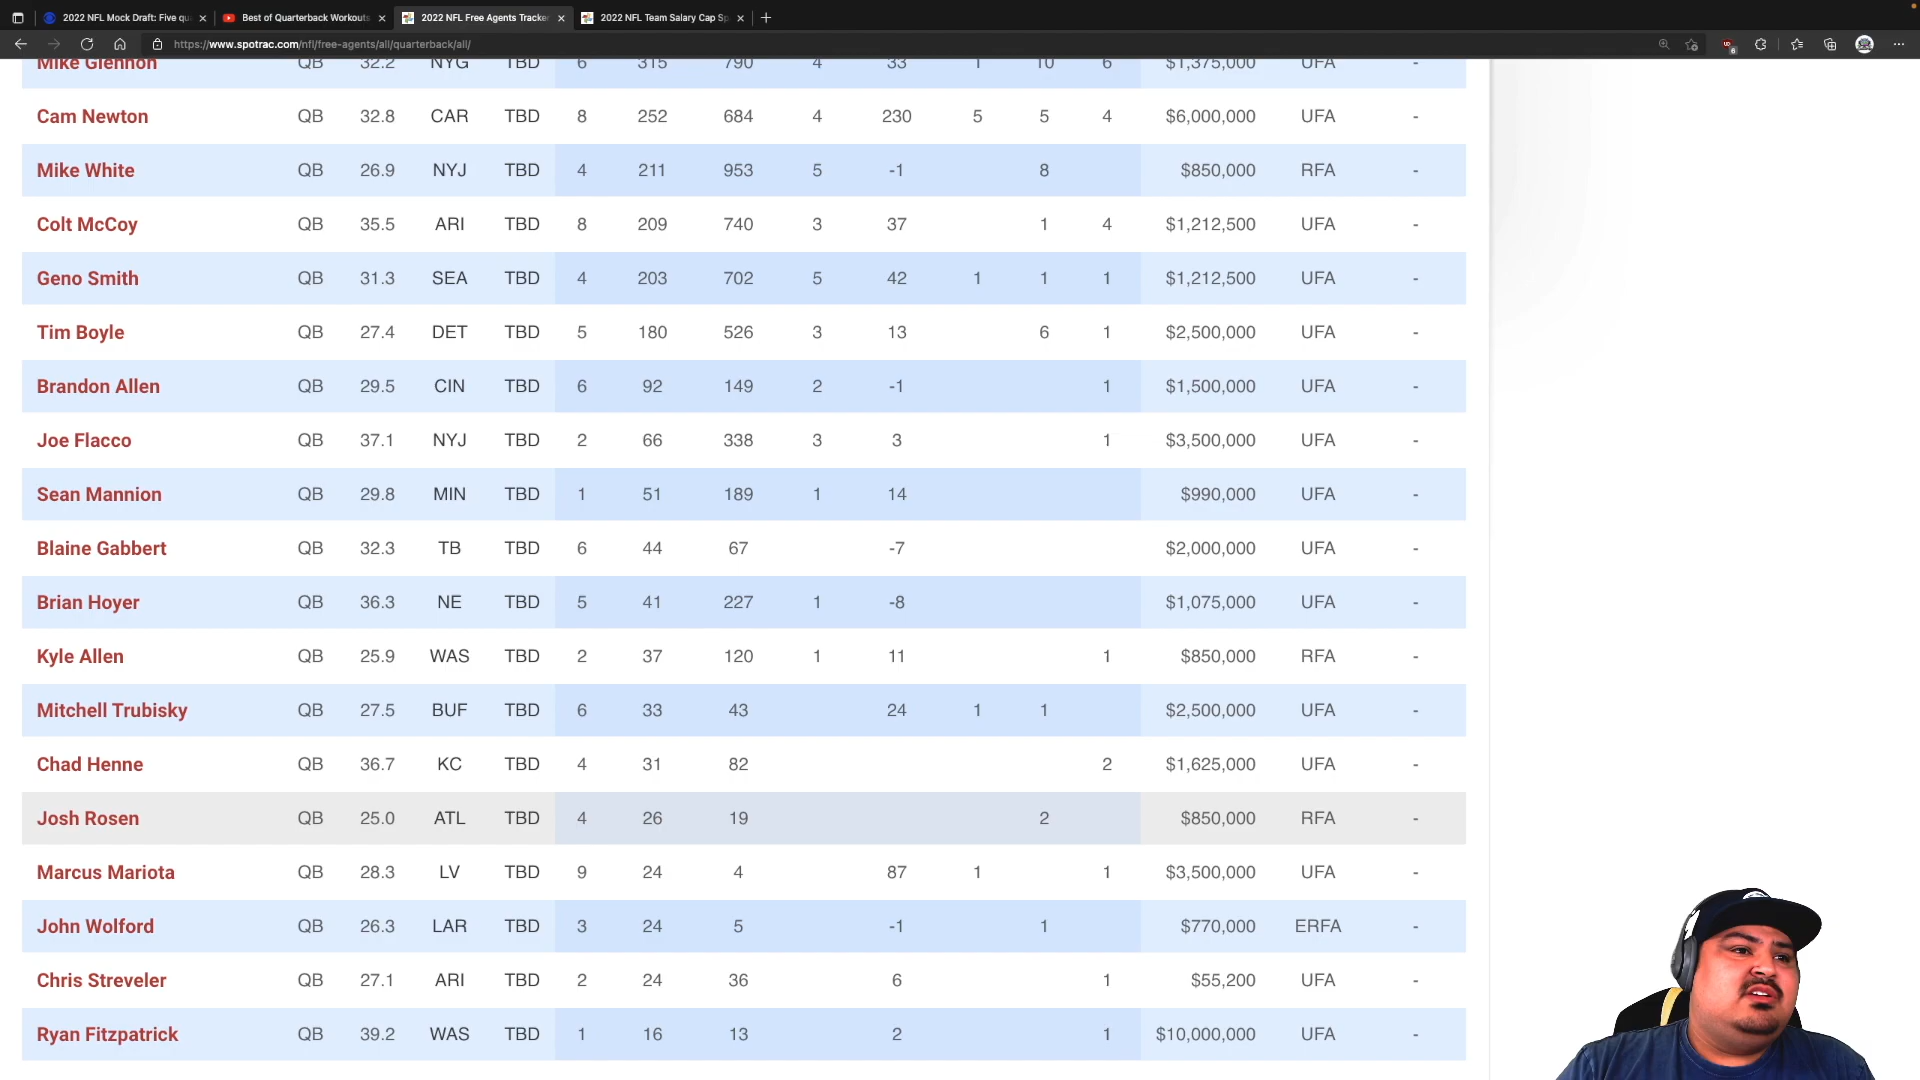 2022 NFL Mock Draft: Five qu
Best of Quarterback Workouts
2022 NFL Free Agents Tracke
2022 NFL Team Salary Cap Sp
https://www.spotrac.com/nfl/free-agents/all/quarterback/all/
Mike Glennon QB 32.2 NYG TBD 6 315 790 4 33 1 10 6 $1,375,000 UFA -
Cam Newton QB 32.8 CAR TBD 8 252 684 4 230 5 5 4 $6,000,000 UFA -
Mike White QB 26.9 NYJ TBD 4 211 953 5 -1 8 $850,000 RFA -
Colt McCoy QB 35.5 ARI TBD 8 209 740 3 37 1 4 $1,212,500 UFA -
Geno Smith QB 31.3 SEA TBD 4 203 702 5 42 1 1 1 $1,212,500 UFA -
Tim Boyle QB 27.4 DET TBD 5 180 526 3 13 6 1 $2,500,000 UFA -
Brandon Allen QB 29.5 CIN TBD 6 92 149 2 -1 1 $1,500,000 UFA -
Joe Flacco QB 37.1 NYJ TBD 2 66 338 3 3 1 $3,500,000 UFA -
Sean Mannion QB 29.8 MIN TBD 1 51 189 1 14 $990,000 UFA -
Blaine Gabbert QB 32.3 TB TBD 6 44 67 -7 $2,000,000 UFA -
Brian Hoyer QB 36.3 NE TBD 5 41 227 1 -8 $1,075,000 UFA -
Kyle Allen QB 25.9 WAS TBD 2 37 120 1 11 1 $850,000 RFA -
Mitchell Trubisky QB 27.5 BUF TBD 6 33 43 24 1 1 $2,500,000 UFA -
Chad Henne QB 36.7 KC TBD 4 31 82 2 $1,625,000 UFA -
Josh Rosen QB 25.0 ATL TBD 4 26 19 2 $850,000 RFA -
Marcus Mariota QB 28.3 LV TBD 9 24 4 87 1 1 $3,500,000 UFA -
John Wolford QB 26.3 LAR TBD 3 24 5 -1 1 $770,000 ERFA -
Chris Streveler QB 27.1 ARI TBD 2 24 36 6 1 $55,200 UFA -
Ryan Fitzpatrick QB 39.2 WAS TBD 1 16 13 2 1 $10,000,000 UFA -